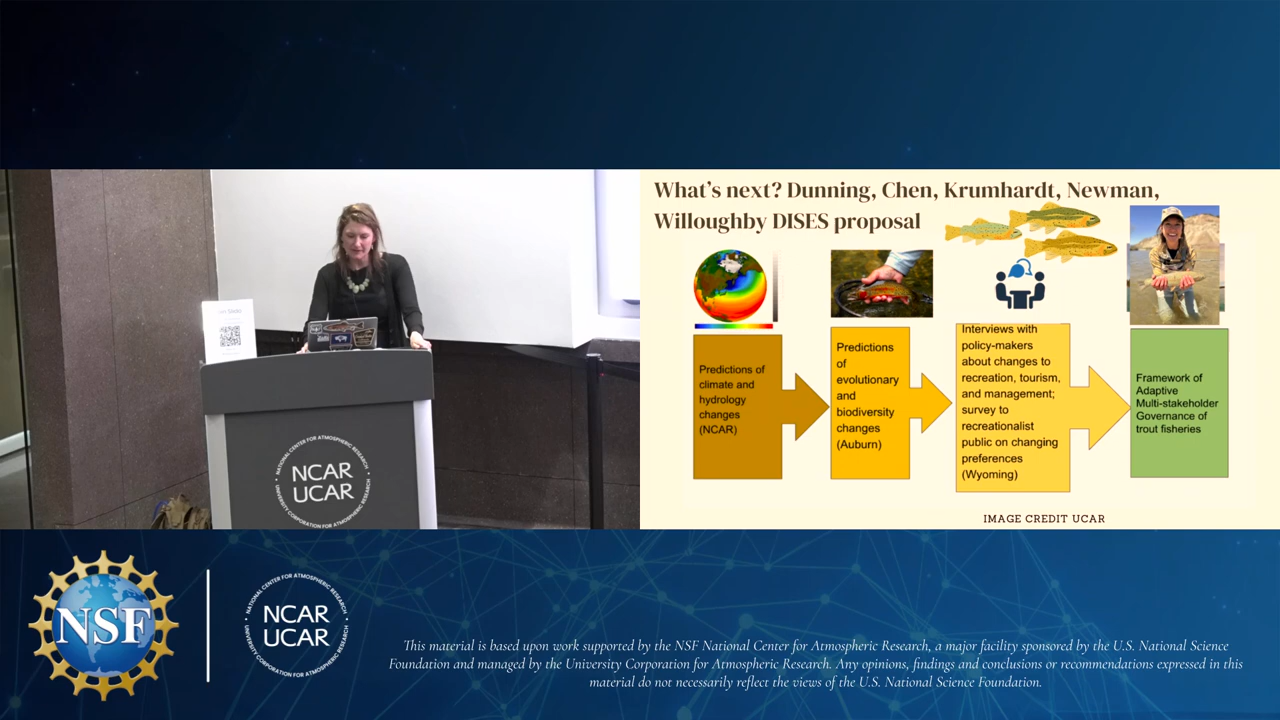 What's next? Dunning, Chen, Krumhardt, Newman,
Willoughby DISES proposal
Predictions of
climate and
hydrology
changes
(NCAR)
Predictions
of
evolutionary
and
biodiversity
changes
(Auburn)
Interviews with
policy-makers
about changes to
recreation, tourism,
and management;
survey to
recreationalist
public on changing
preferences
(Wyoming)
Framework of
Adaptive
Multi-stakeholder
Governance of
trout fisheries
IMAGE CREDIT UCAR
NATIONAL CENTER FOR ATMOSPHERIC RESEARCH
NCAR
UCAR
UNIVERSITY CORPORATION FOR ATMOSPHERIC RESEARCH
NSF
NATIONAL CENTER FOR ATMOSPHERIC RESEARCH
NCAR
UCAR
UNIVERSITY CORPORATION FOR ATMOSPHERIC RESEARCH
This material is based upon work supported by the NSF National Center for Atmospheric Research, a major facility sponsored by the U.S. National Science
Foundation and managed by the University Corporation for Atmospheric Research. Any opinions, findings and conclusions or recommendations expressed in this
material do not necessarily reflect the views of the U.S. National Science Foundation.